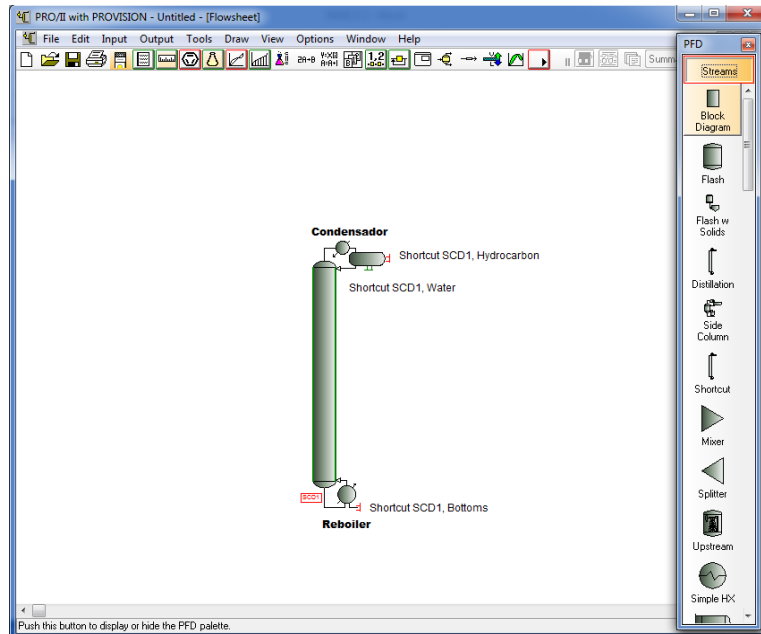 PRO/II with PROVISION - Untitled - [Flowsheet]
File Edit Input Output Tools Draw View Options Window Help
PFD
Streams
Block
Diagram
Flash
Flash w
Solids
Distillation
Side
Column
Shortcut
Mixer
Splitter
Upstream
Simple HX
Condensador
Shortcut SCD1, Hydrocarbon
Shortcut SCD1, Water
SCD1
Shortcut SCD1, Bottoms
Reboiler
Push this button to display or hide the PFD palette.